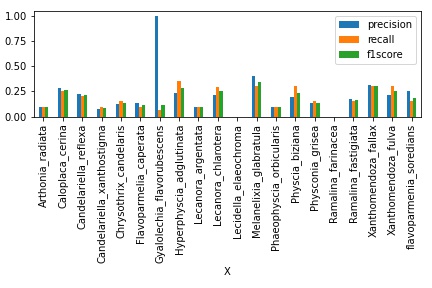 1.00
0.75
0.50
0.25
0.00
precision
recall
f1score
Arthonia_radiata
Caloplaca_cerina
Candelariella_reflexa
Candelariella_xanthostigma
Chrysothrix_candelaris
Flavoparmelia_caperata
Gyalolechia_flavorubescens
Hyperphyscia_adglutinata
Lecanora_argentata
Lecanora_chlarotera
Lecidella_elaeochroma
Melanelixia_glabratula
Phaeophyscia_orbicularis
Physcia_biziana
Physconia_grisea
Ramalina_farinacea
Ramalina_fastigiata
Xanthomendoza_fallax
Xanthomendoza_fulva
flavoparmenia_soredians
X